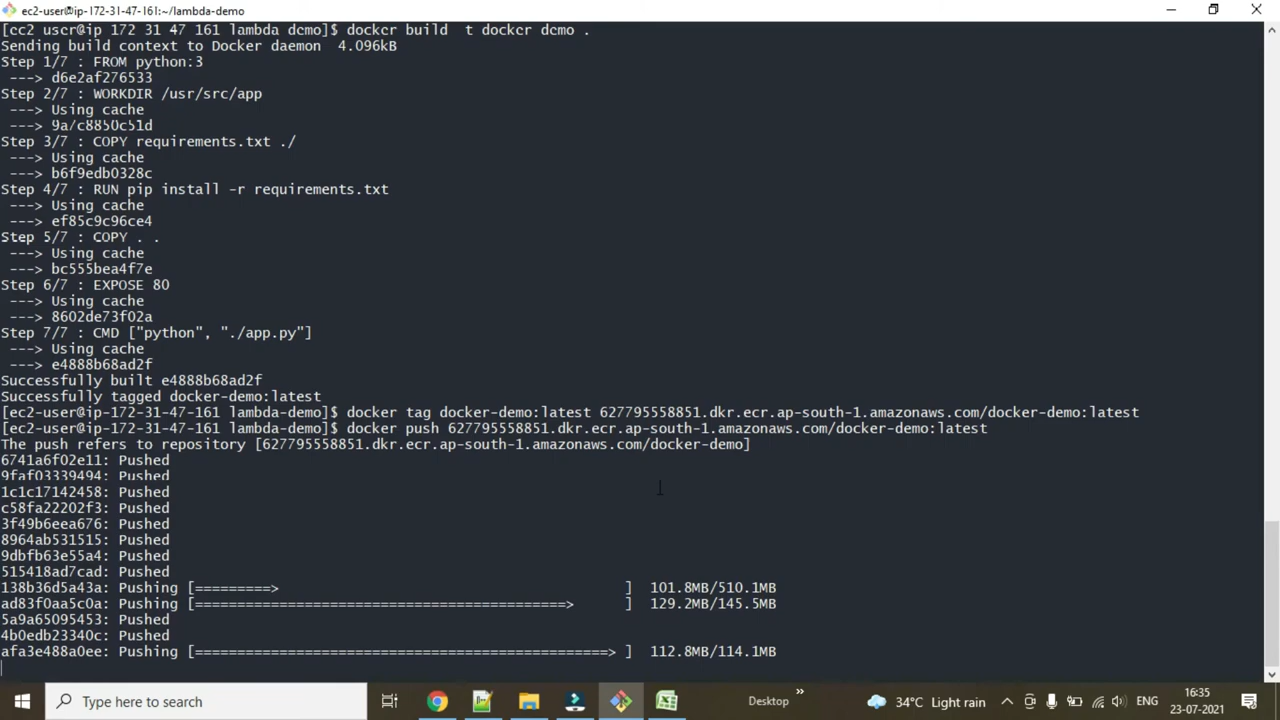 ec2-user@ip-172-31-47-161:~/lambda-demo
[ec2 user@ip 172 31 47 161 lambda demo]$ docker build  t docker demo .
Sending build context to Docker daemon  4.096kB
Step 1/7 : FROM python:3
 ---> d6e2af276533
Step 2/7 : WORKDIR /usr/src/app
 ---> Using cache
 ---> 9a7c8850c51d
Step 3/7 : COPY requirements.txt ./
 ---> Using cache
 ---> b6f9edb0328c
Step 4/7 : RUN pip install -r requirements.txt
 ---> Using cache
 ---> ef85c9c96ce4
Step 5/7 : COPY . .
 ---> Using cache
 ---> bc555bea4f7e
Step 6/7 : EXPOSE 80
 ---> Using cache
 ---> 8602de73f02a
Step 7/7 : CMD ["python", "./app.py"]
 ---> Using cache
 ---> e4888b68ad2f
Successfully built e4888b68ad2f
Successfully tagged docker-demo:latest
[ec2-user@ip-172-31-47-161 lambda-demo]$ docker tag docker-demo:latest 627795558851.dkr.ecr.ap-south-1.amazonaws.com/docker-demo:latest
[ec2-user@ip-172-31-47-161 lambda-demo]$ docker push 627795558851.dkr.ecr.ap-south-1.amazonaws.com/docker-demo:latest
The push refers to repository [627795558851.dkr.ecr.ap-south-1.amazonaws.com/docker-demo]
6741a6f02e11: Pushed
9faf03339494: Pushed
1c1c17142458: Pushed
c58fa22202f3: Pushed
3f49b6eea676: Pushed
8964ab531515: Pushed
9dbfb63e55a4: Pushed
515418ad7cad: Pushed
138b36d5a43a: Pushing [=========>                                         ]  101.8MB/510.1MB
ad83f0aa5c0a: Pushing [============================================>      ]  129.2MB/145.5MB
5a9a65095453: Pushed
4b0edb23340c: Pushed
afa3e488a0ee: Pushing [=================================================> ]  112.8MB/114.1MB
Type here to search
Desktop
»
34°C Light rain
ENG
16:35
23-07-2021